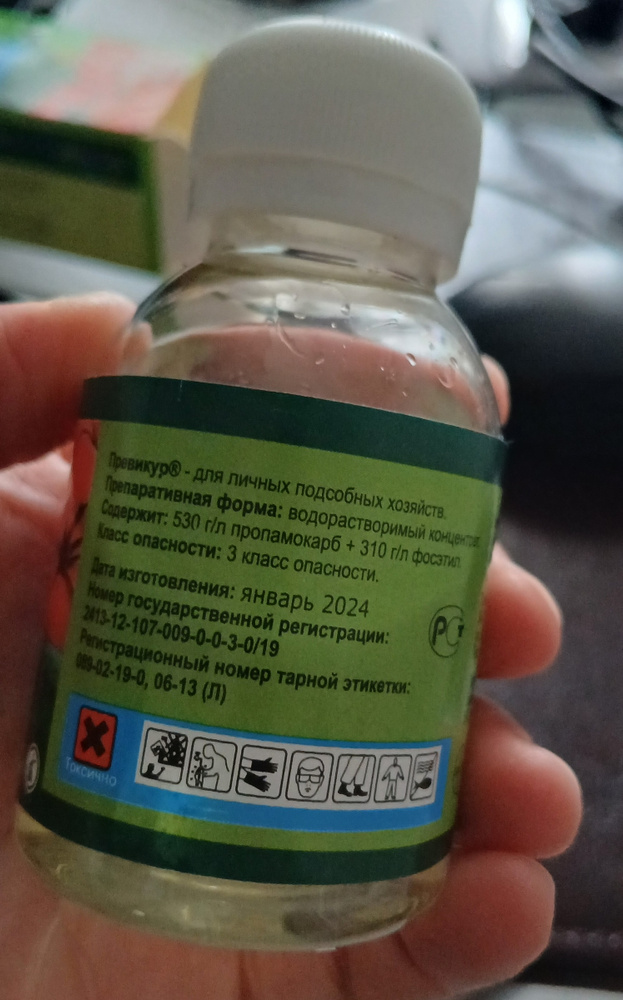 Превикур® - для личных подсобных хозяйств.
Препаративная форма: водорастворимый концентрат.
Содержит: 530 г/л пропамокарб + 310 г/л фосэтил.
Класс опасности: 3 класс опасности.
Дата изготовления: январь 2024
Номер государственной регистрации:
2413-12-107-009-0-0-3-0/19
Регистрационный номер тарной этикетки:
089-02-19-0, 06-13 (Л)
Токсично